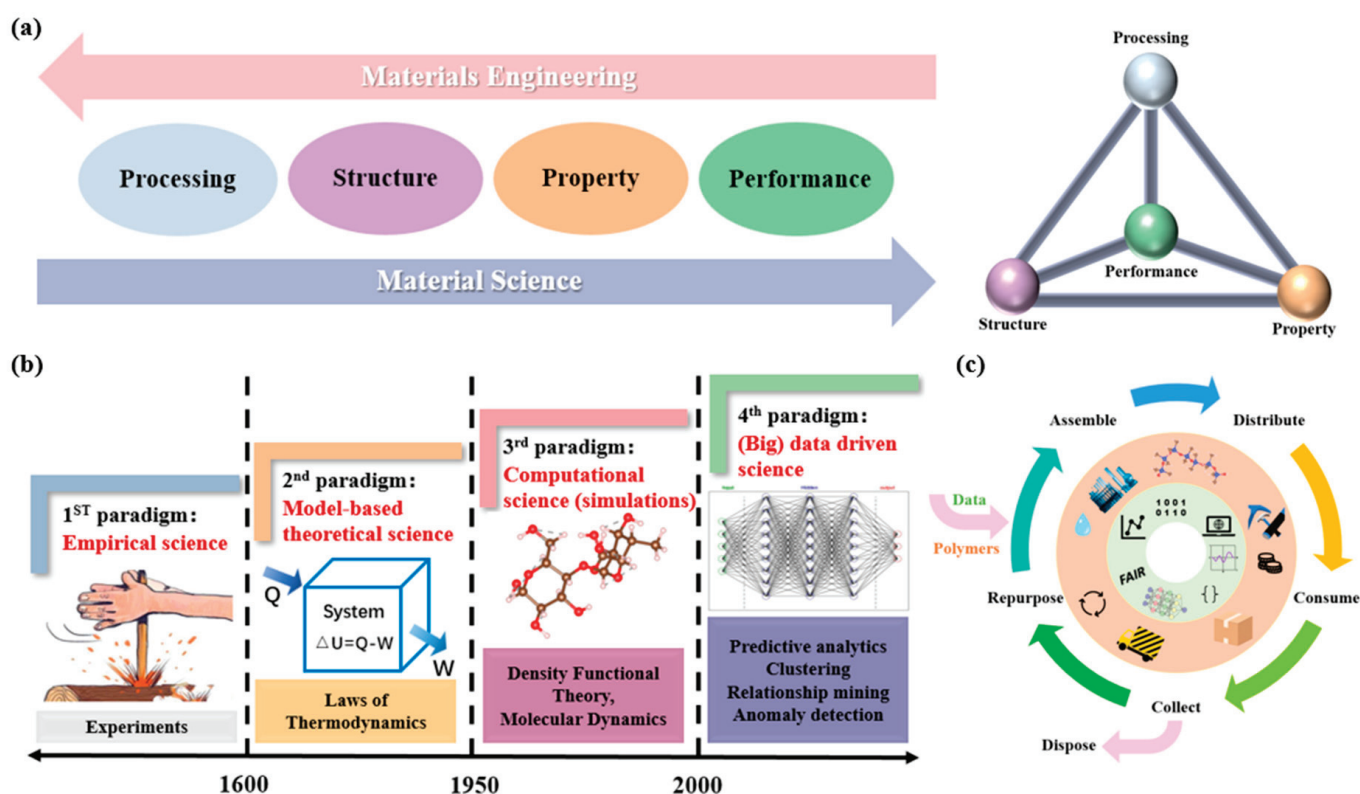 (a)
Materials Engineering
Processing
Structure
Property
Performance
Material Science
Processing
Performance
Structure
Property
(b)
1ST paradigm:
Empirical science
Experiments
2nd paradigm:
Model-based
theoretical science
Q
System
△U=Q-W
W
Laws of
Thermodynamics
3rd paradigm:
Computational
science (simulations)
Density Functional
Theory,
Molecular Dynamics
4th paradigm:
(Big) data driven
science
Predictive analytics
Clustering
Relationship mining
Anomaly detection
1600
1950
2000
(c)
Assemble
Distribute
Data
Polymers
1001
0110
FAIR
{ }
Repurpose
Consume
Collect
Dispose